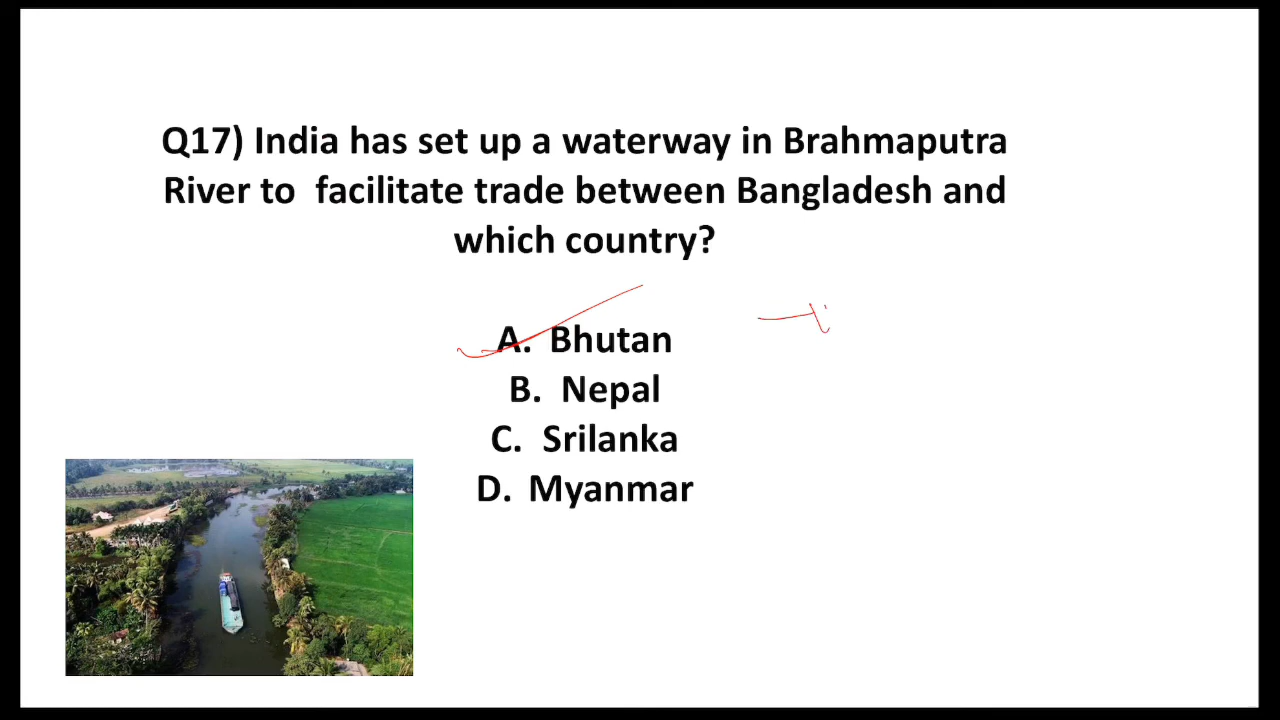 Q17) India has set up a waterway in Brahmaputra
River to facilitate trade between Bangladesh and
which country?
A. Bhutan
B. Nepal
C. Srilanka
D. Myanmar